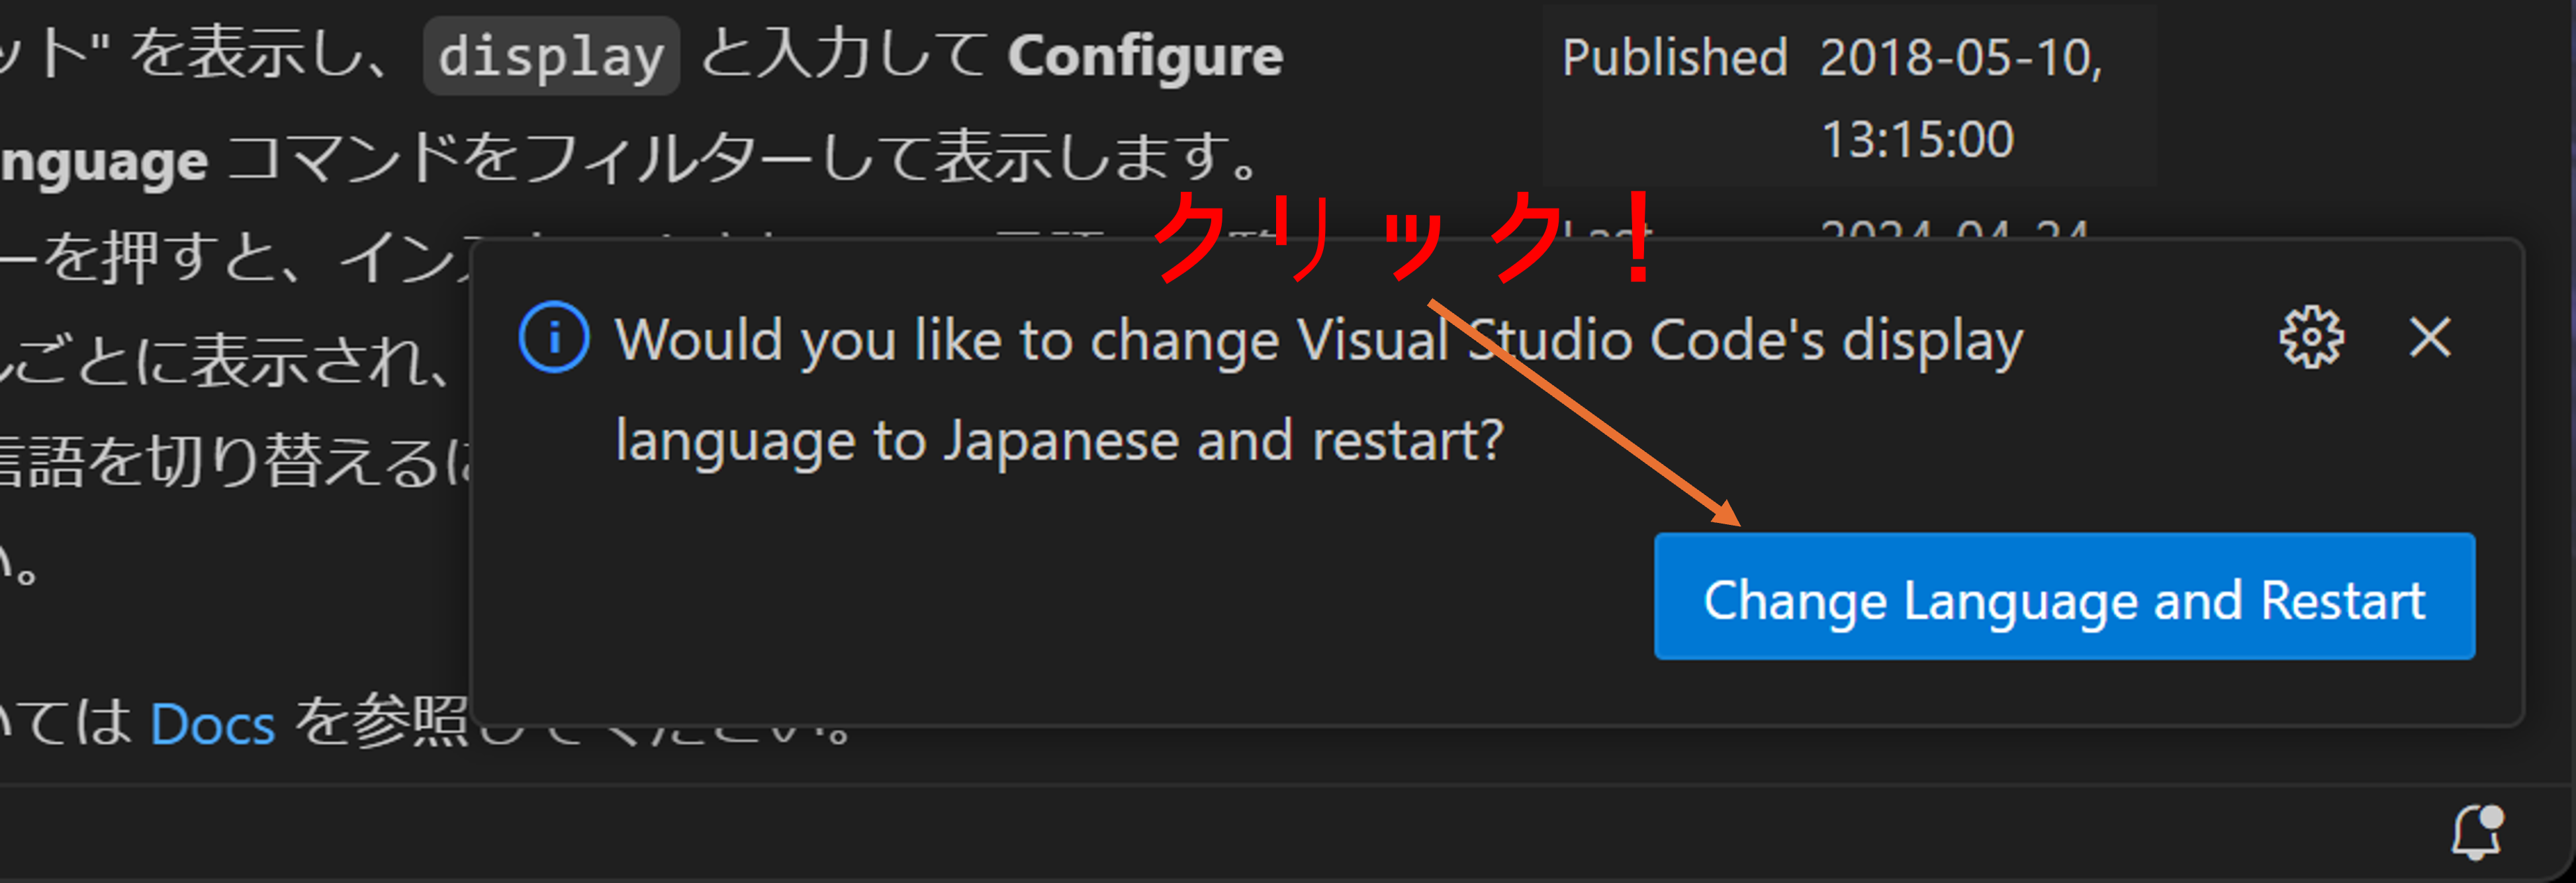 ット" を表示し、 display と入力して Configure
nguage コマンドをフィルターして表示します。
ーを押すと、イン
ごとに表示され、
言語を切り替えるに
い。
いては Docs を参照してください。
Published 2018-05-10,
13:15:00
Last 2024-04-24
クリック！
Would you like to change Visual Studio Code's display
language to Japanese and restart?
Change Language and Restart